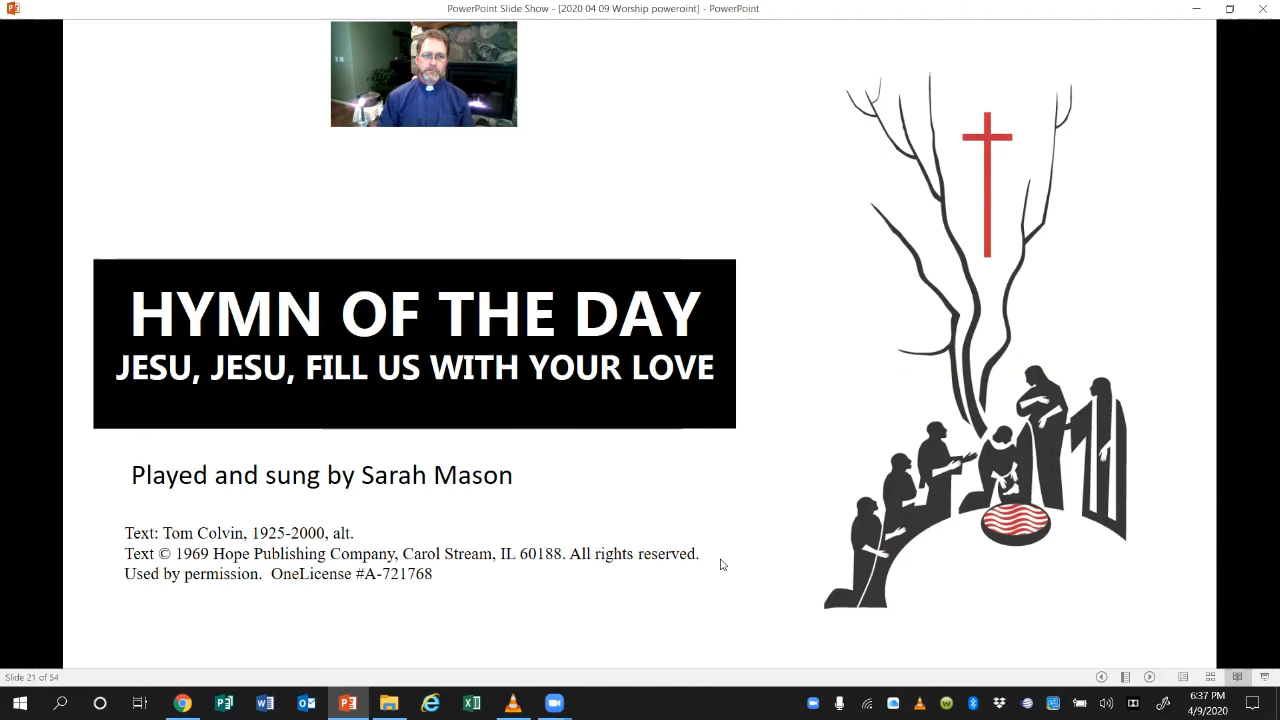 PowerPoint Slide Show - [2020 04 09 Worship poweroint] - PowerPoint
HYMN OF THE DAY
JESU, JESU, FILL US WITH YOUR LOVE
Played and sung by Sarah Mason
Text: Tom Colvin, 1925-2000, alt.
Text © 1969 Hope Publishing Company, Carol Stream, IL 60188. All rights reserved.
Used by permission.  OneLicense #A-721768
Slide 21 of 54
6:37 PM
4/9/2020